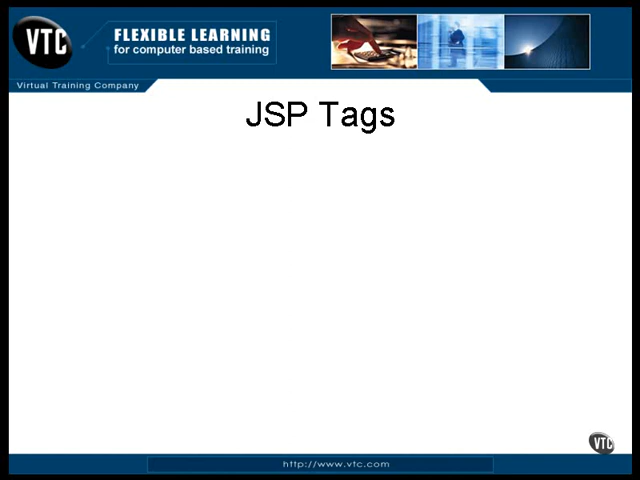 VTC
FLEXIBLE LEARNING
for computer based training
Virtual Training Company
JSP Tags
VTC
http://www.vtc.com